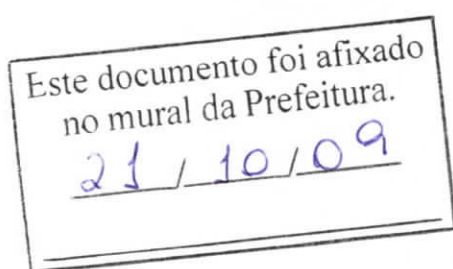 Este documento foi afixado
no mural da Prefeitura.
21/10/09